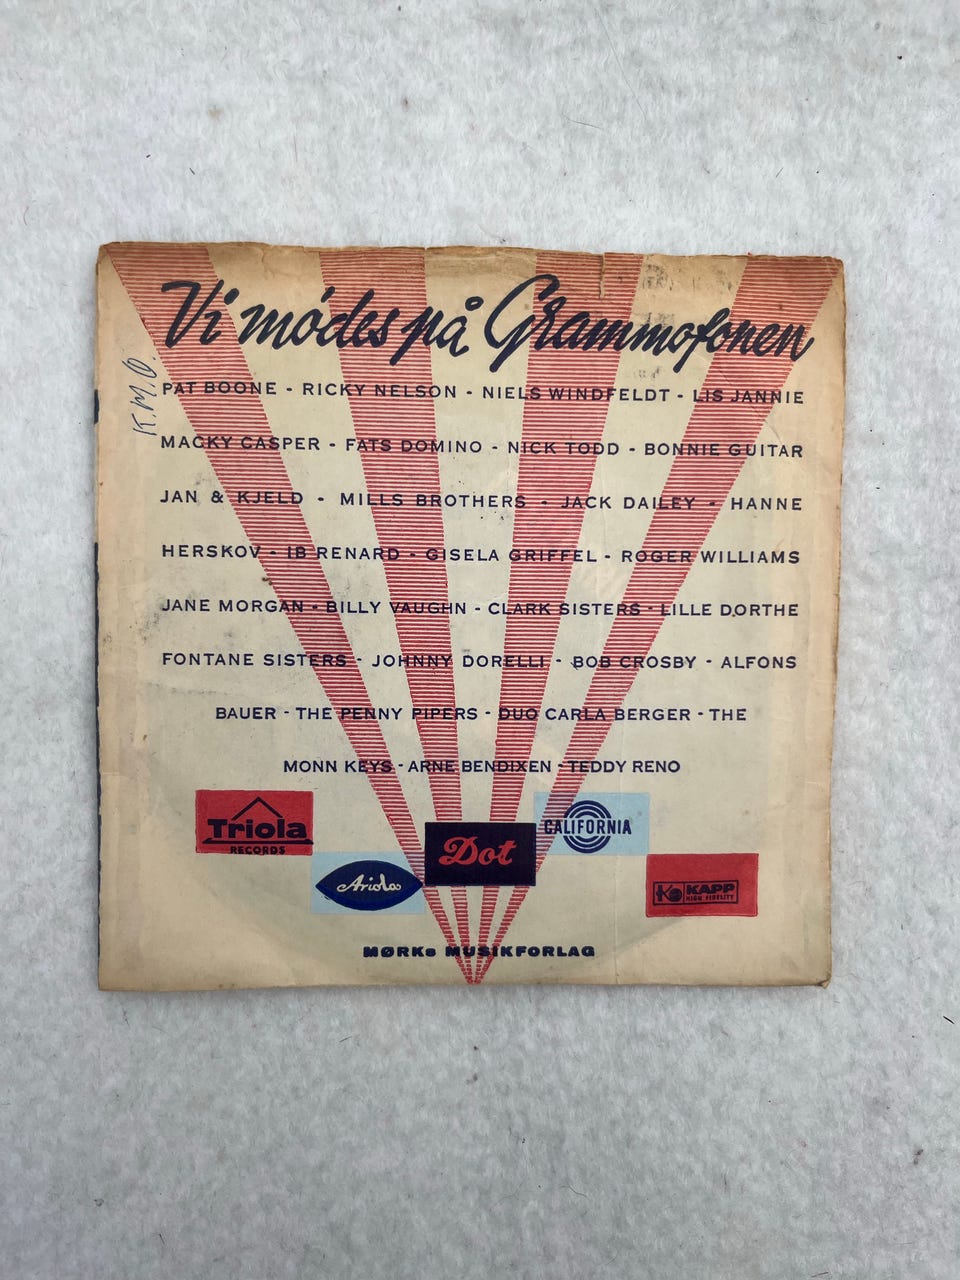 Vi mødes på Grammofonen
K.M.O.
PAT BOONE - RICKY NELSON - NIELS WINDFELDT - LIS JANNIE
MACKY CASPER - FATS DOMINO - NICK TODD - BONNIE GUITAR
JAN & KJELD - MILLS BROTHERS - JACK DAILEY - HANNE
HERSKOV - IB RENARD - GISELA GRIFFEL - ROGER WILLIAMS
JANE MORGAN - BILLY VAUGHN - CLARK SISTERS - LILLE DORTHE
FONTANE SISTERS - JOHNNY DORELLI - BOB CROSBY - ALFONS
BAUER - THE PENNY PIPERS - DUO CARLA BERGER - THE
MONN KEYS - ARNE BENDIXEN - TEDDY RENO
Triola
RECORDS
Ariola
Dot
CALIFORNIA
K KAPP
HIGH FIDELITY
MØRKs MUSIKFORLAG